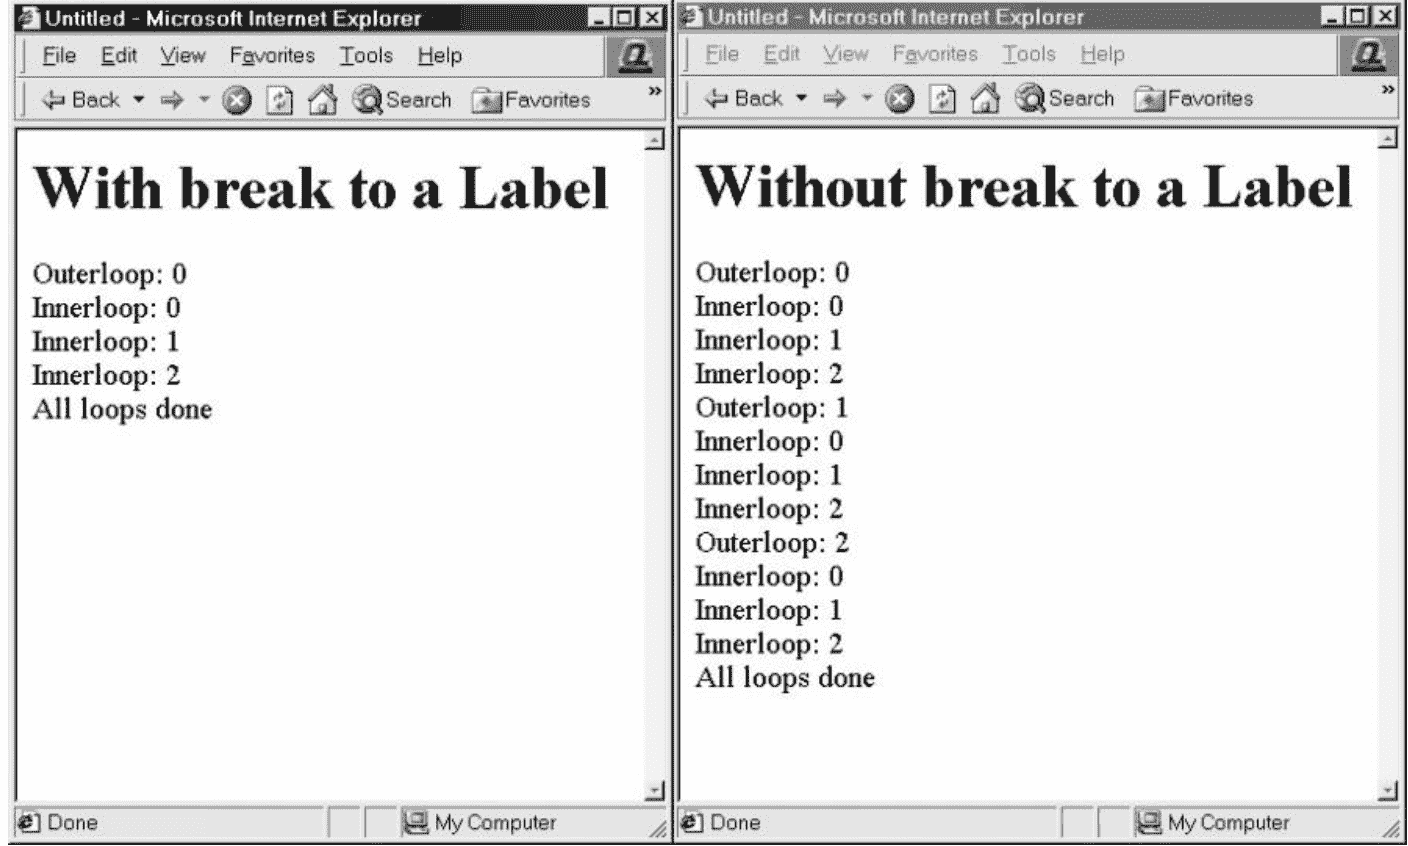 Untitled - Microsoft Internet Explorer
File Edit View Favorites Tools Help
Back Search Favorites »
With break to a Label
Outerloop: 0
Innerloop: 0
Innerloop: 1
Innerloop: 2
All loops done
Done My Computer
Untitled - Microsoft Internet Explorer
File Edit View Favorites Tools Help
Back Search Favorites »
Without break to a Label
Outerloop: 0
Innerloop: 0
Innerloop: 1
Innerloop: 2
Outerloop: 1
Innerloop: 0
Innerloop: 1
Innerloop: 2
Outerloop: 2
Innerloop: 0
Innerloop: 1
Innerloop: 2
All loops done
Done My Computer